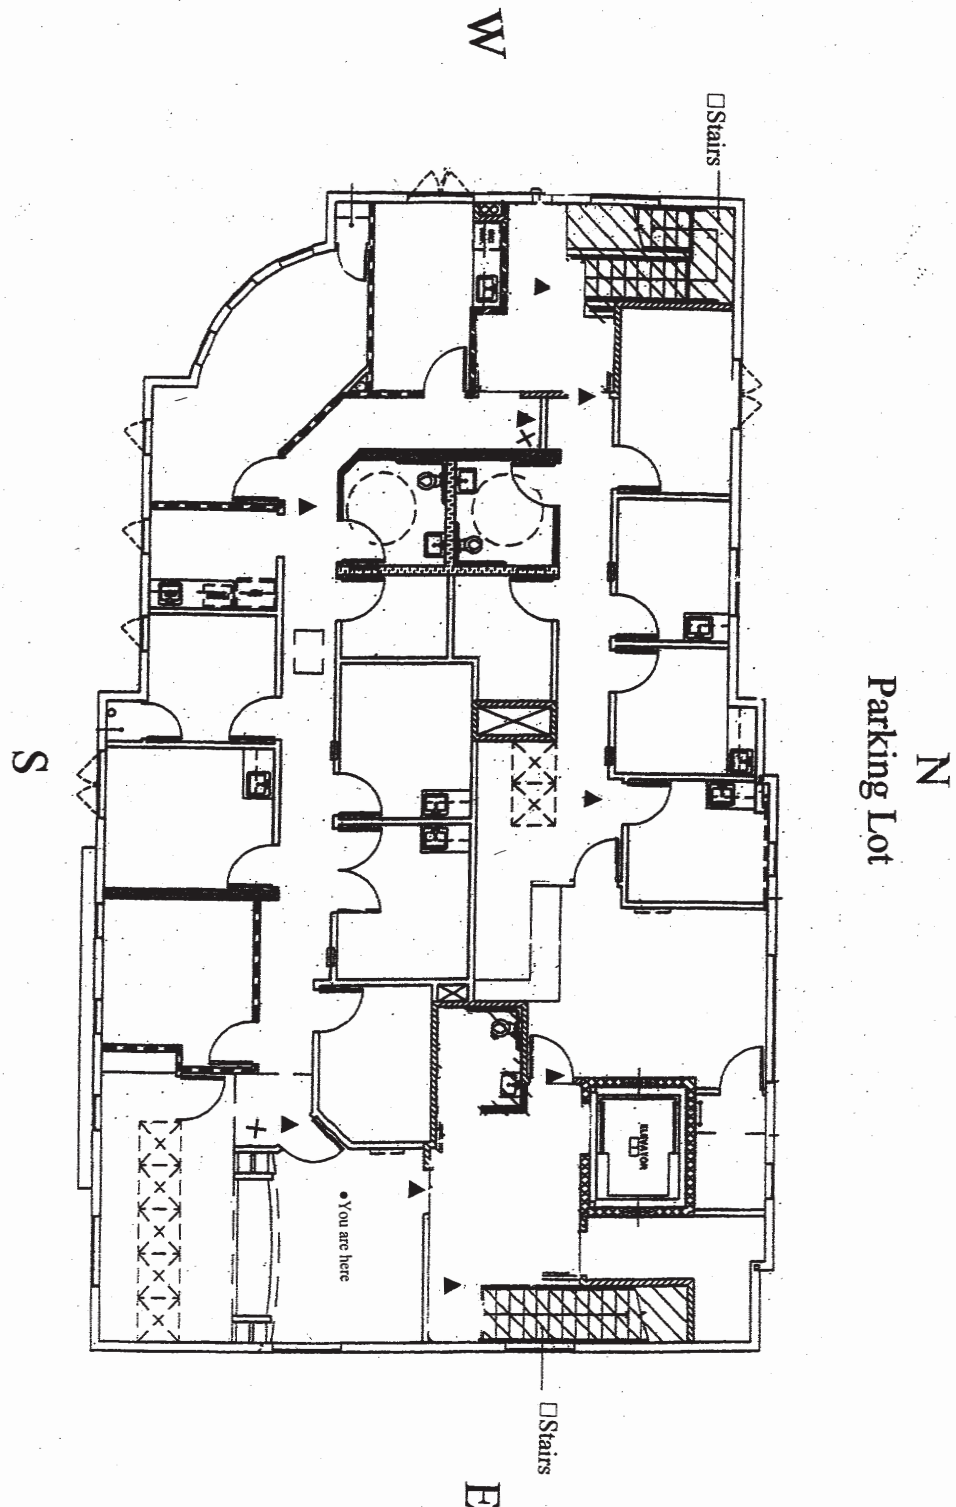 W
□Stairs
N
Parking Lot
S
ELEVATOR
●You are here
□Stairs
E